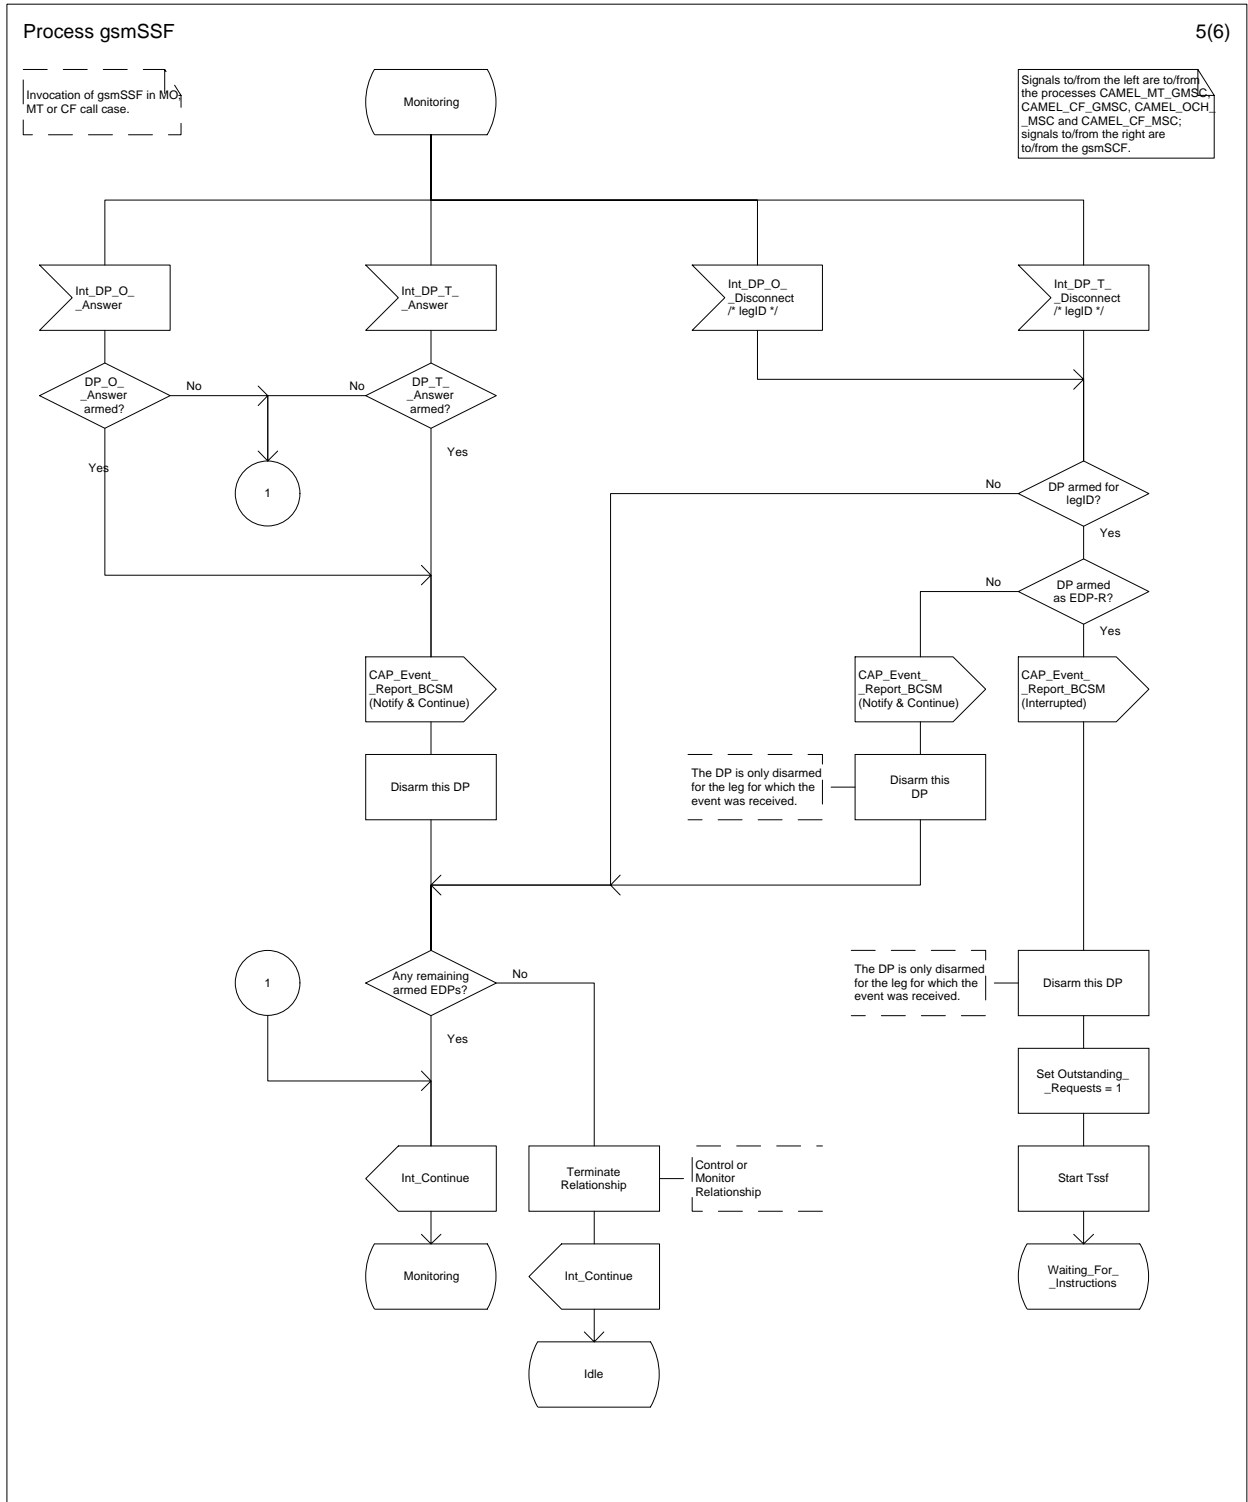 Process gsmSSF
5(6)
Invocation of gsmSSF in MO,
MT or CF call case.
Monitoring
Signals to/from the left are to/from
the processes CAMEL_MT_GMSC,
CAMEL_CF_GMSC, CAMEL_OCH_
_MSC and CAMEL_CF_MSC;
signals to/from the right are
to/from the gsmSCF.
Int_DP_O_
_Answer
Int_DP_T_
_Answer
Int_DP_O_
_Disconnect
/* legID */
Int_DP_T_
_Disconnect
/* legID */
DP_O_
_Answer
armed?
No
No
DP_T_
_Answer
armed?
Yes
Yes
1
No
DP armed for
legID?
Yes
No
DP armed
as EDP-R?
Yes
CAP_Event_
_Report_BCSM
(Notify & Continue)
CAP_Event_
_Report_BCSM
(Notify & Continue)
CAP_Event_
_Report_BCSM
(Interrupted)
Disarm this DP
The DP is only disarmed
for the leg for which the
event was received.
Disarm this
DP
1
Any remaining
armed EDPs?
No
Yes
The DP is only disarmed
for the leg for which the
event was received.
Disarm this DP
Set Outstanding_
_Requests = 1
Int_Continue
Terminate
Relationship
Control or
Monitor
Relationship
Start Tssf
Monitoring
Int_Continue
Waiting_For_
_Instructions
Idle